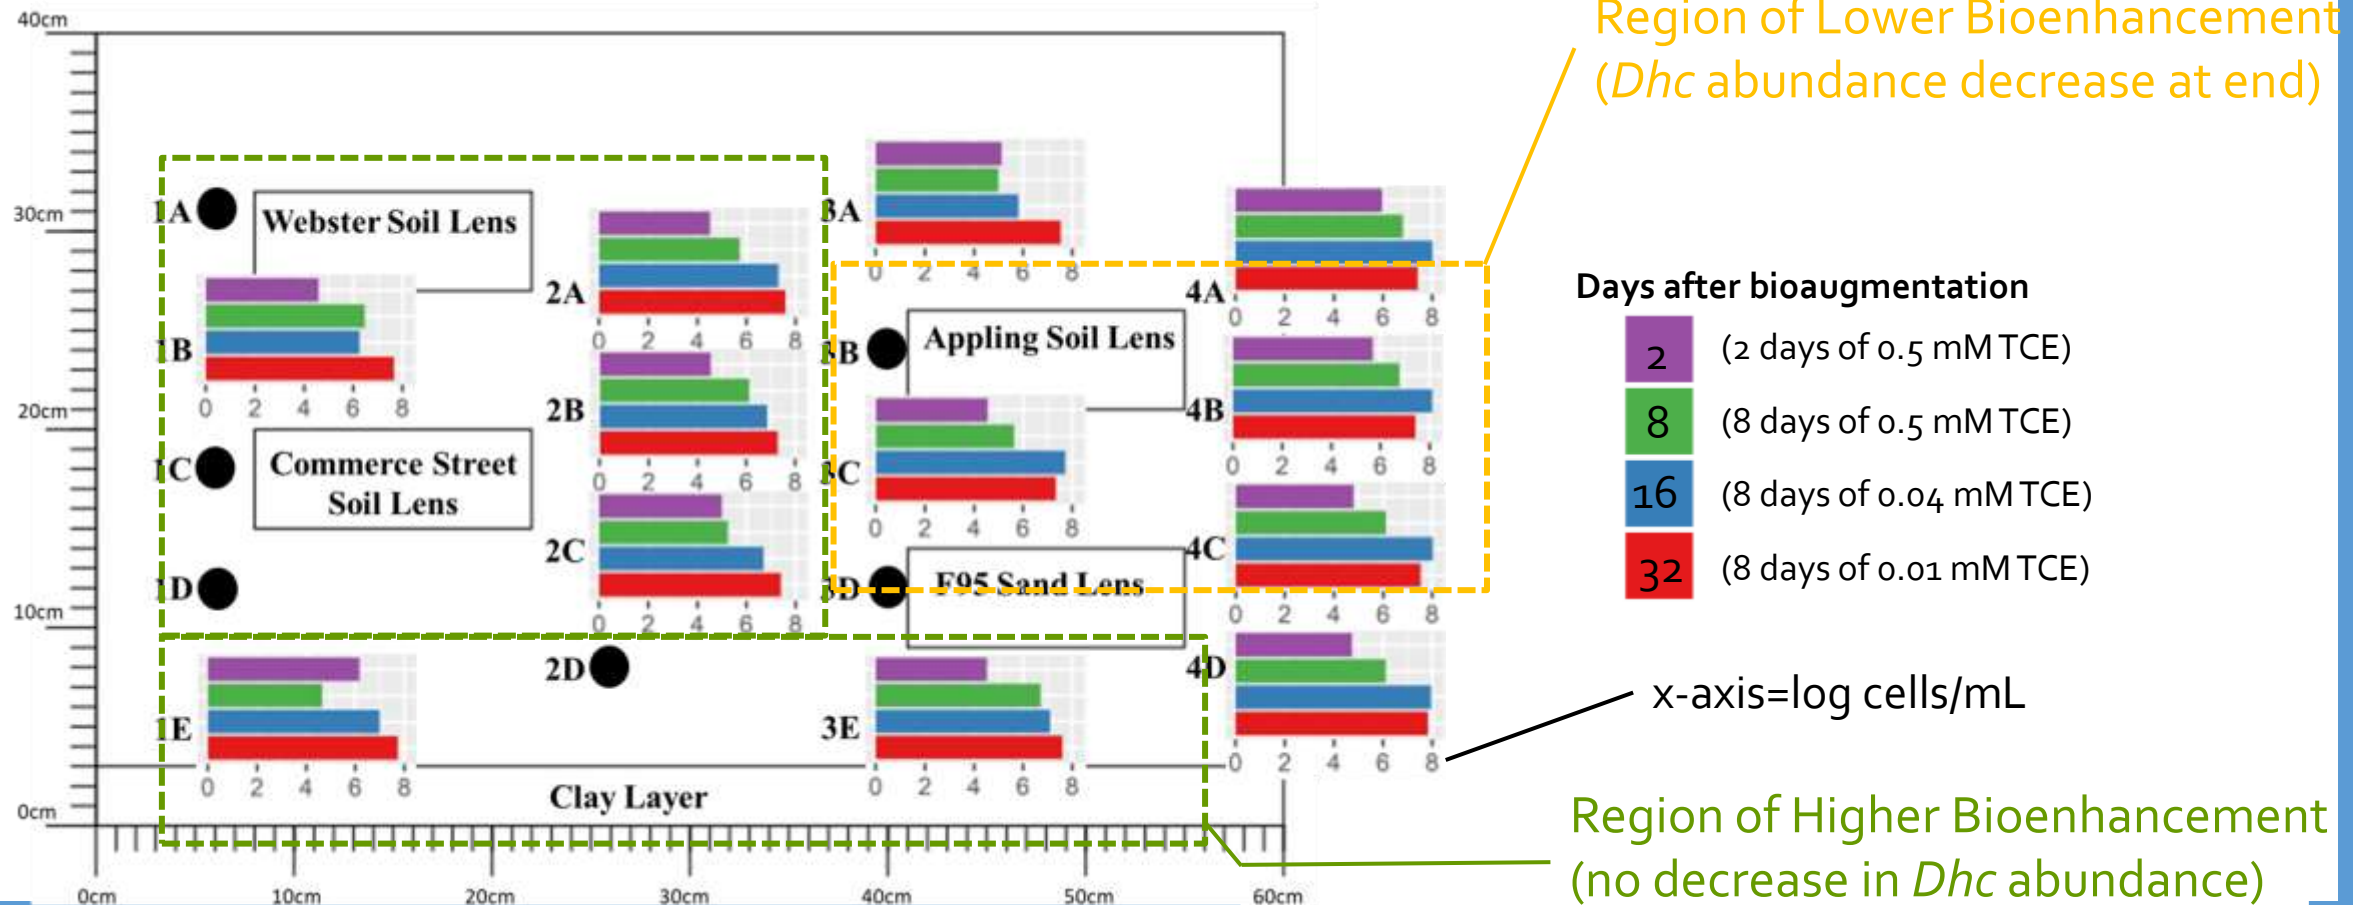 40cm
30cm
20cm
10cm
0cm
0cm
10cm
20cm
30cm
40cm
50cm
60cm
1A
Webster Soil Lens
1B
0 2 4 6 8
1C
Commerce Street
Soil Lens
1D
1E
0 2 4 6 8
2A
0 2 4 6 8
2B
0 2 4 6 8
2C
0 2 4 6 8
2D
Clay Layer
3A
0 2 4 6 8
3B
Appling Soil Lens
3C
0 2 4 6 8
3D
F95 Sand Lens
3E
0 2 4 6 8
4A
0 2 4 6 8
4B
0 2 4 6 8
4C
0 2 4 6 8
4D
0 2 4 6 8
Region of Lower Bioenhancement
(Dhc abundance decrease at end)
Days after bioaugmentation
2 (2 days of 0.5 mM TCE)
8 (8 days of 0.5 mM TCE)
16 (8 days of 0.04 mM TCE)
32 (8 days of 0.01 mM TCE)
x-axis=log cells/mL
Region of Higher Bioenhancement
(no decrease in Dhc abundance)